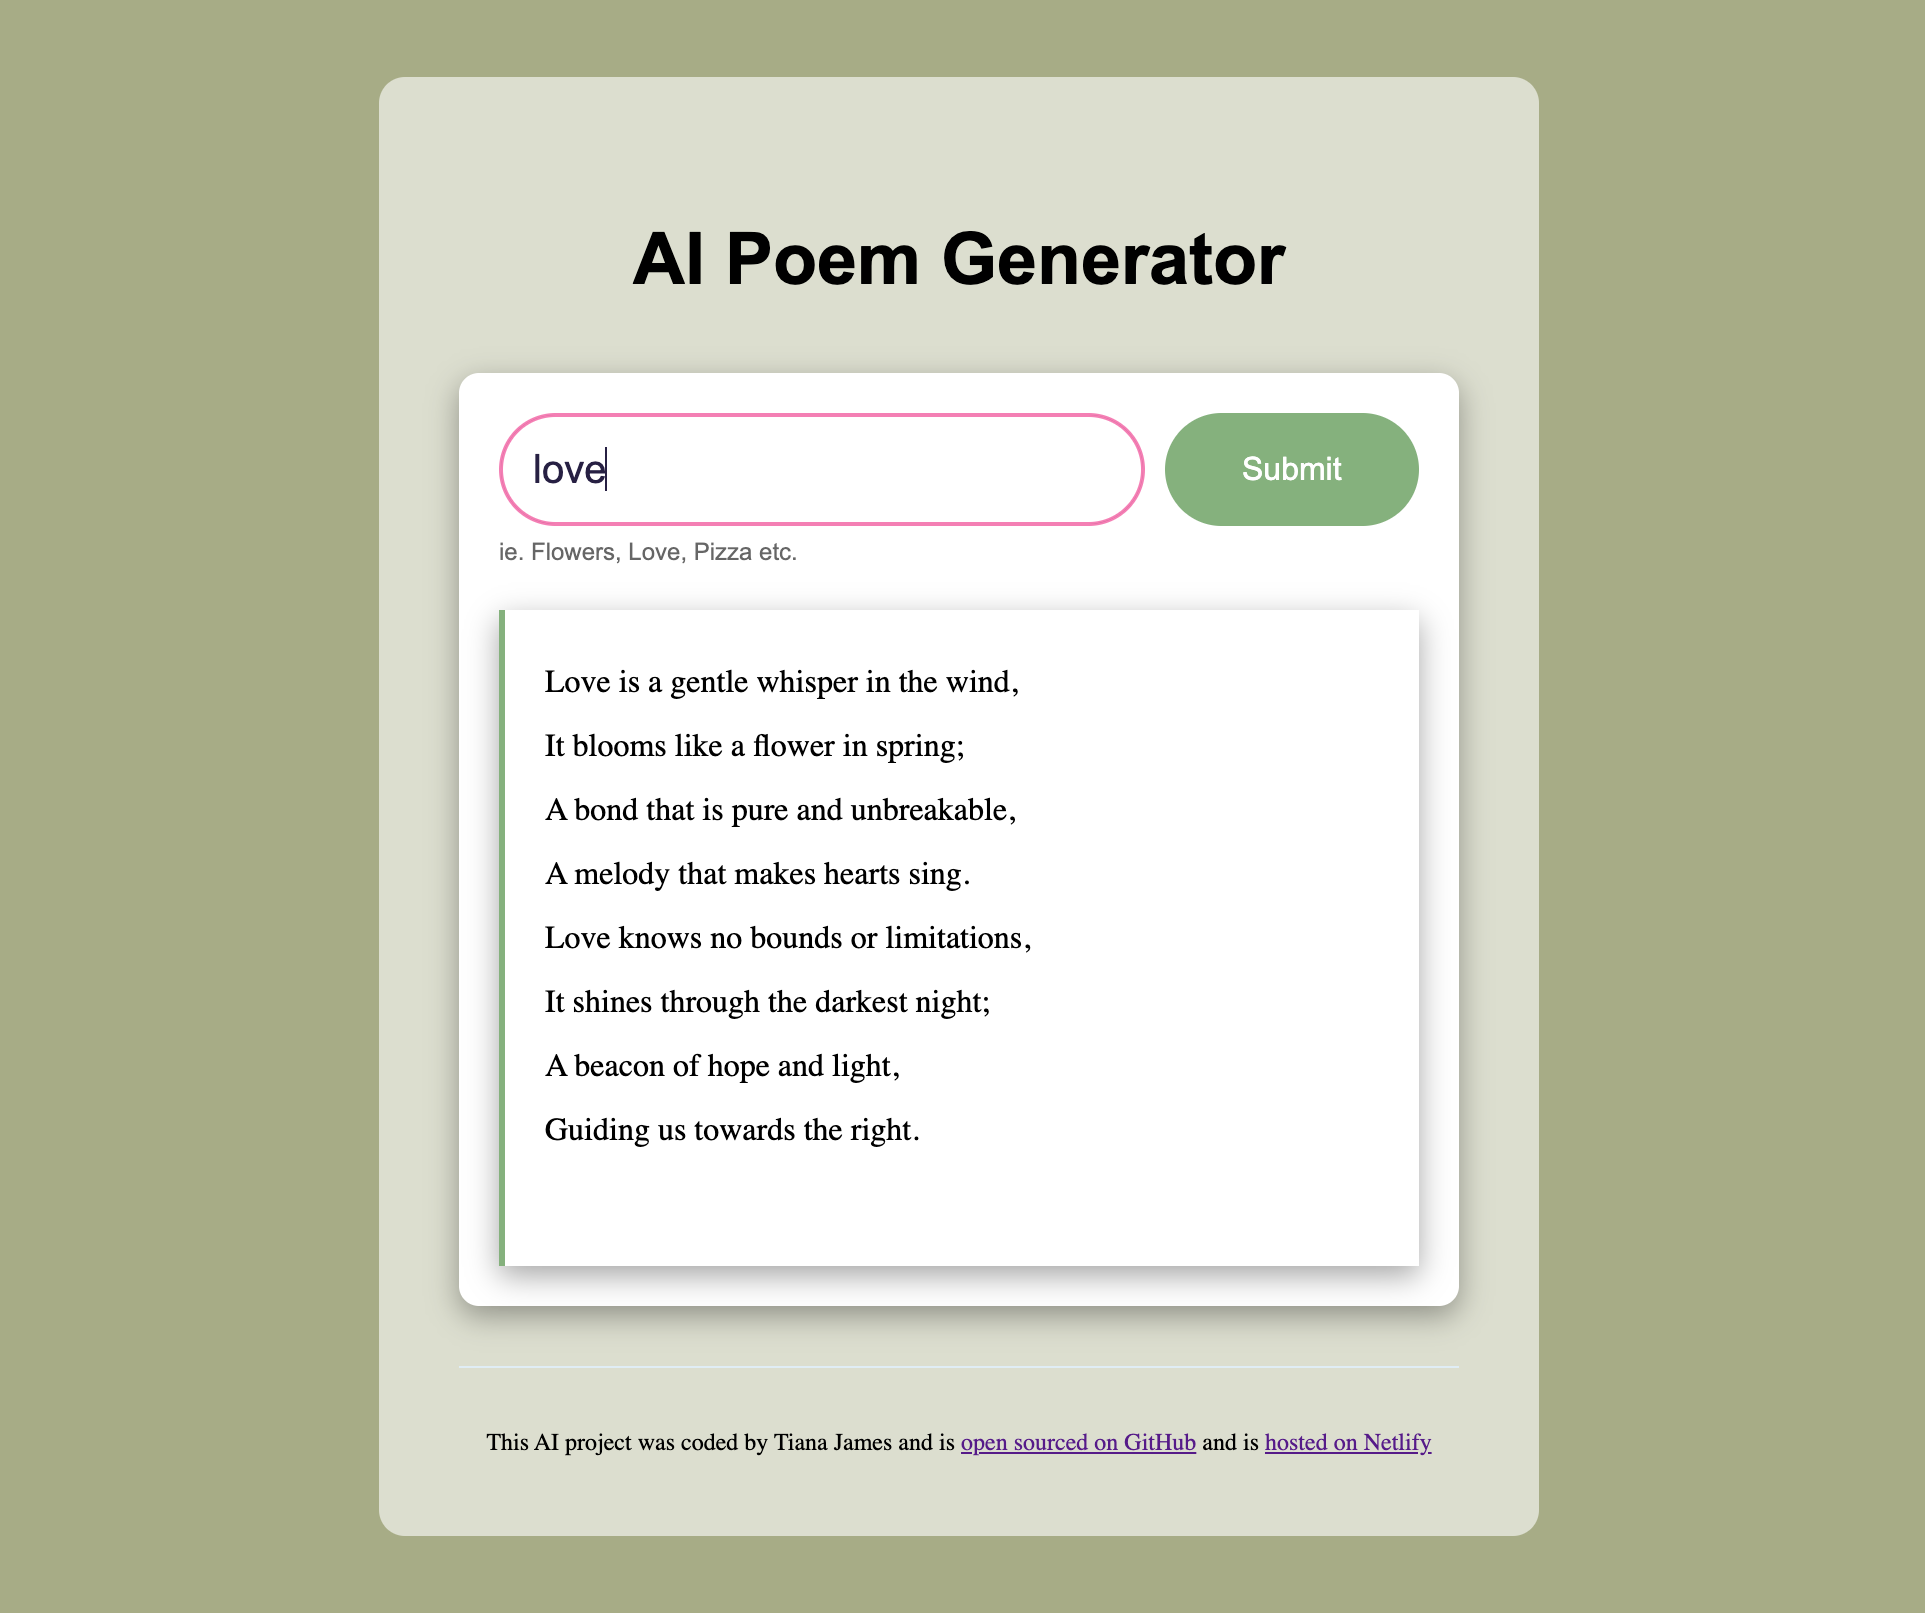 AI Poem Generator
love
Submit
ie. Flowers, Love, Pizza etc.
Love is a gentle whisper in the wind,
It blooms like a flower in spring;
A bond that is pure and unbreakable,
A melody that makes hearts sing.
Love knows no bounds or limitations,
It shines through the darkest night;
A beacon of hope and light,
Guiding us towards the right.
This AI project was coded by Tiana James and is open sourced on GitHub and is hosted on Netlify